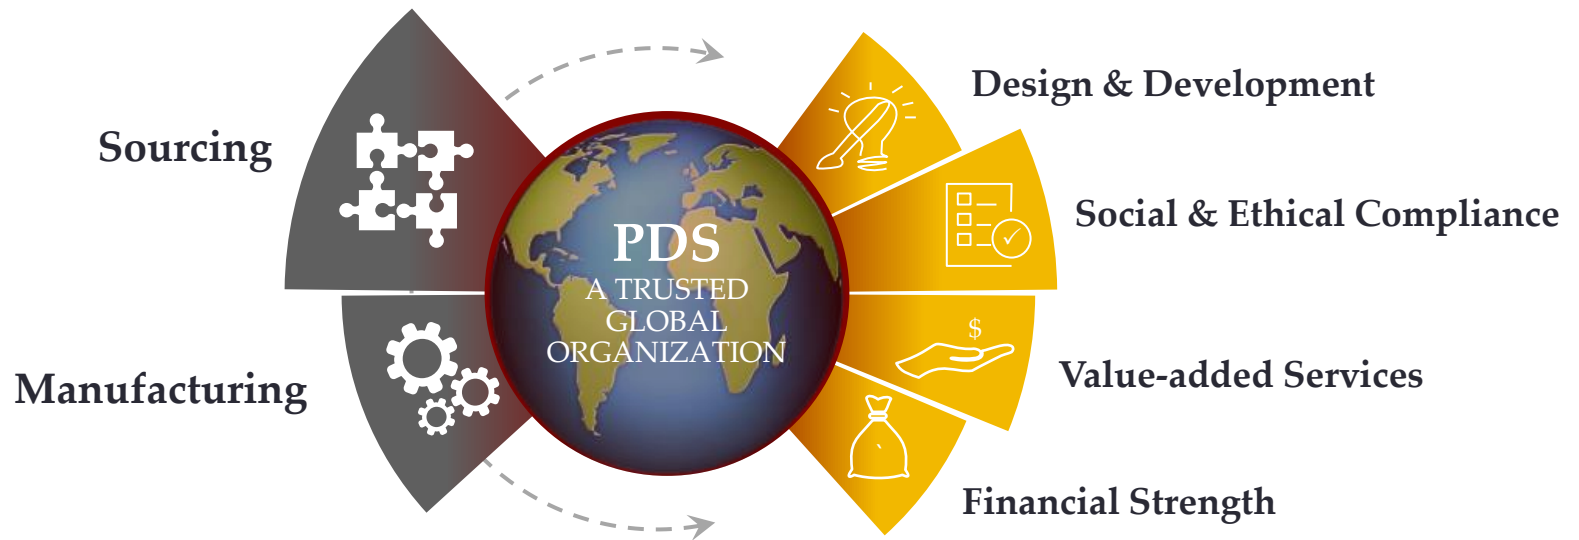 Sourcing
Manufacturing
PDS
A TRUSTED
GLOBAL
ORGANIZATION
Design & Development
Social & Ethical Compliance
$
Value-added Services
Financial Strength